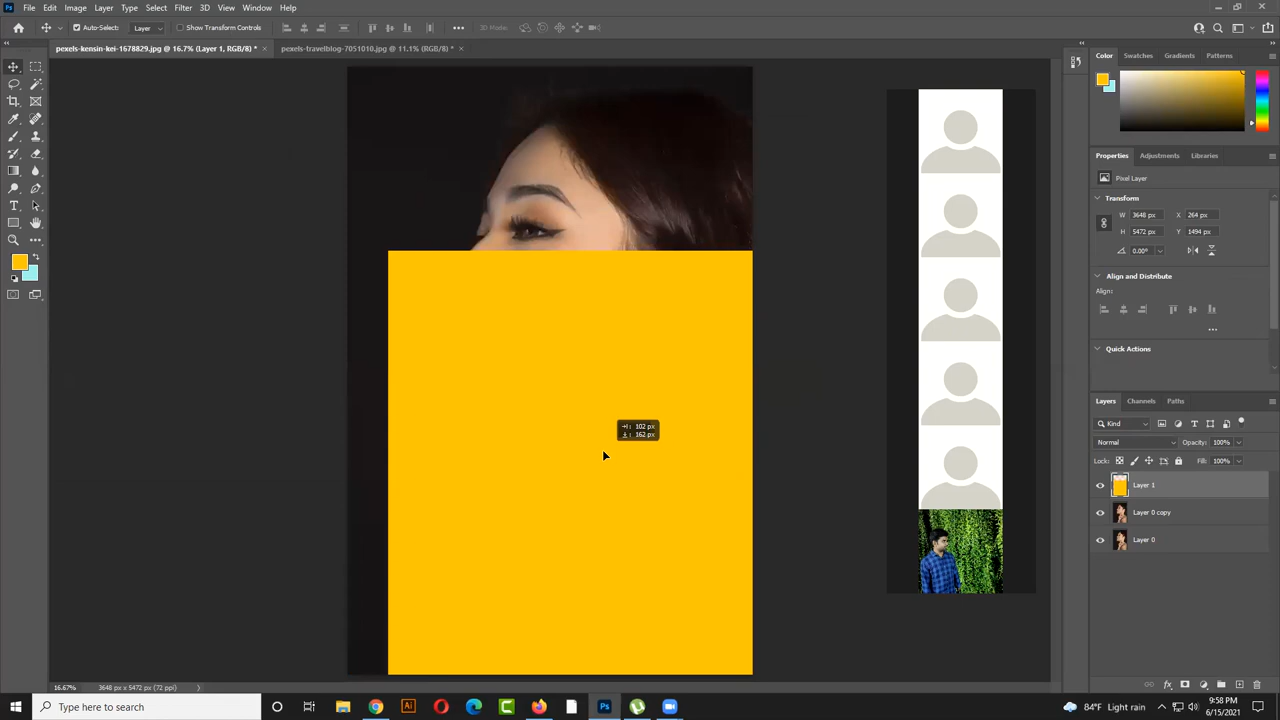 Ps File Edit Image Layer Type Select Filter 3D View Window Help
Auto-Select: Layer Show Transform Controls 3D Mode:
pexels-kensin-kei-1678829.jpg @ 16.7% (Layer 1, RGB/8) * × pexels-travelblog-7051010.jpg @ 11.1% (RGB/8) * ×
Color Swatches Gradients Patterns
Properties Adjustments Libraries
Pixel Layer
Transform
W 3648 px X 264 px
H 5472 px Y 1494 px
0.00°
Align and Distribute
Align:
Quick Actions
Layers Channels Paths
Kind
Normal Opacity: 100%
Lock: Fill: 100%
Layer 1
Layer 0 copy
Layer 0
102 px
162 px
16.67% 3648 px x 5472 px (72 ppi)
Type here to search
Ai Ps
84°F Light rain
9:58 PM
6/15/2021